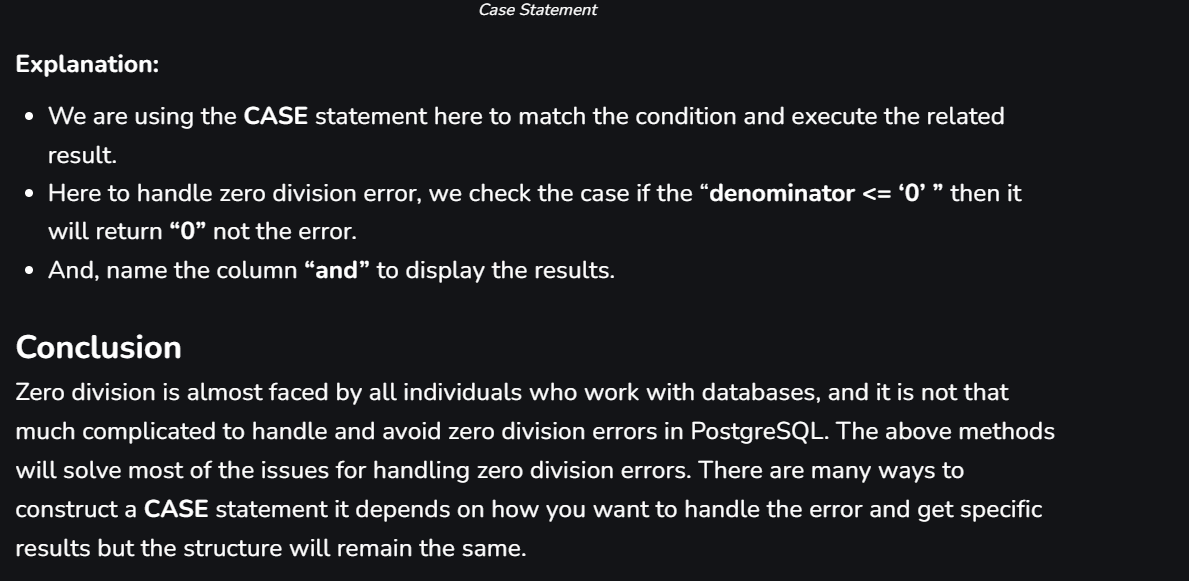 Case Statement
Explanation:
• We are using the CASE statement here to match the condition and execute the related
result.
• Here to handle zero division error, we check the case if the “denominator <= ‘0’ ” then it
will return “0” not the error.
• And, name the column “and” to display the results.
Conclusion
Zero division is almost faced by all individuals who work with databases, and it is not that
much complicated to handle and avoid zero division errors in PostgreSQL. The above methods
will solve most of the issues for handling zero division errors. There are many ways to
construct a CASE statement it depends on how you want to handle the error and get specific
results but the structure will remain the same.